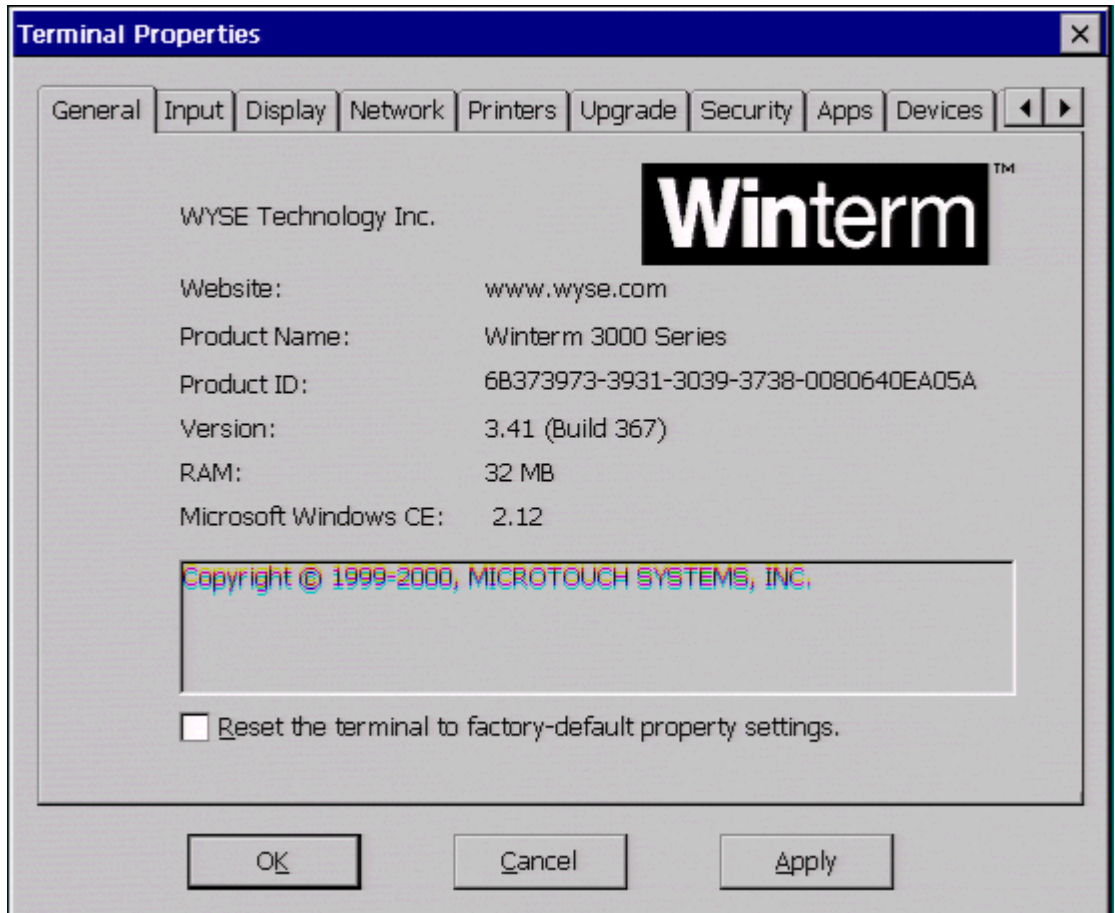 Terminal Properties
General Input Display Network Printers Upgrade Security Apps Devices
WYSE Technology Inc.
Winterm™
Website: www.wyse.com
Product Name: Winterm 3000 Series
Product ID: 6B373973-3931-3039-3738-0080640EA05A
Version: 3.41 (Build 367)
RAM: 32 MB
Microsoft Windows CE: 2.12
Copyright © 1999-2000, MICROTOUCH SYSTEMS, INC.
Reset the terminal to factory-default property settings.
OK Cancel Apply